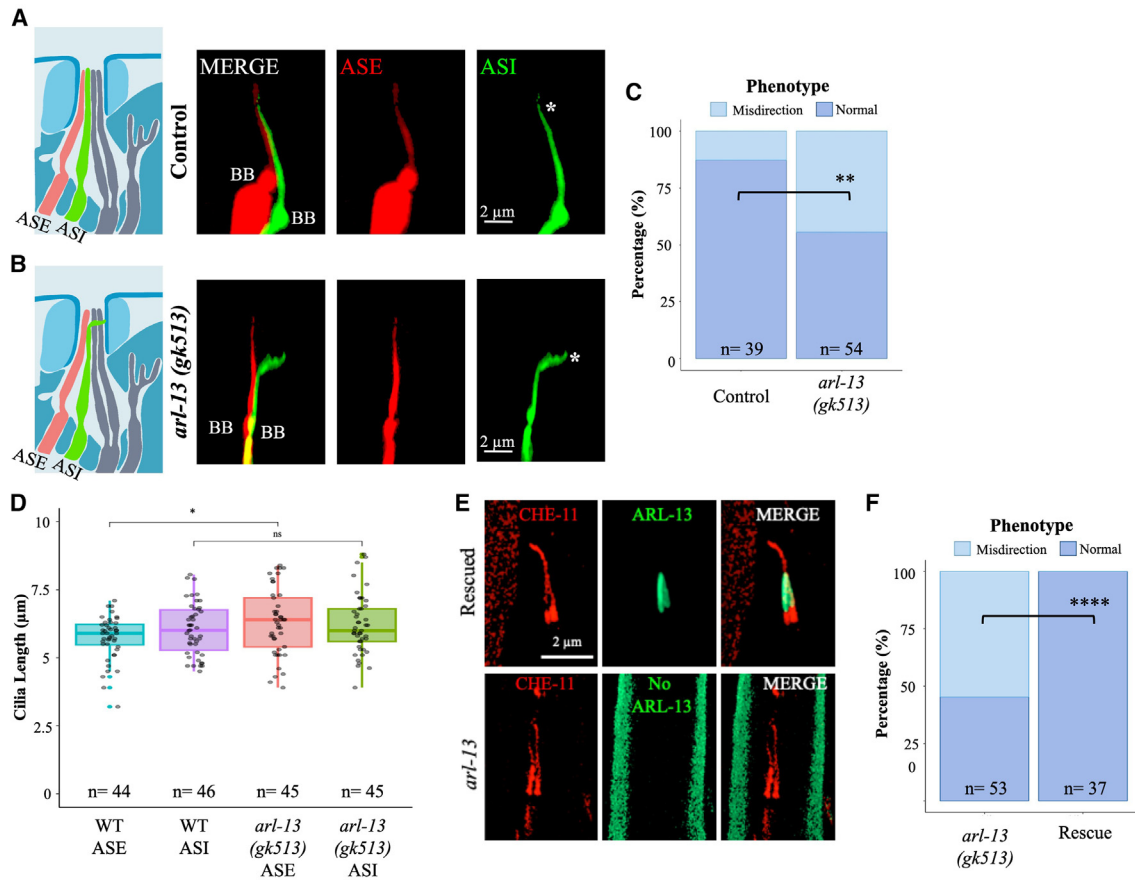 A
Control
ASE
ASI
MERGE
BB
BB
ASE
ASI
*
2 µm
B
arl-13 (gk513)
ASE
ASI
BB
BB
*
2 µm
C
Phenotype
Misdirection
Normal
Percentage (%)
100
75
50
25
0
**
n= 39
n= 54
Control
arl-13
(gk513)
D
Cilia Length (µm)
10
7.5
5
2.5
0
*
ns
n= 44
n= 46
n= 45
n= 45
WT
ASE
WT
ASI
arl-13
(gk513)
ASE
arl-13
(gk513)
ASI
E
Rescued
CHE-11
ARL-13
MERGE
2 µm
arl-13
CHE-11
No
ARL-13
MERGE
F
Phenotype
Misdirection
Normal
Percentage (%)
100
75
50
25
0
****
n= 53
n= 37
arl-13
(gk513)
Rescue